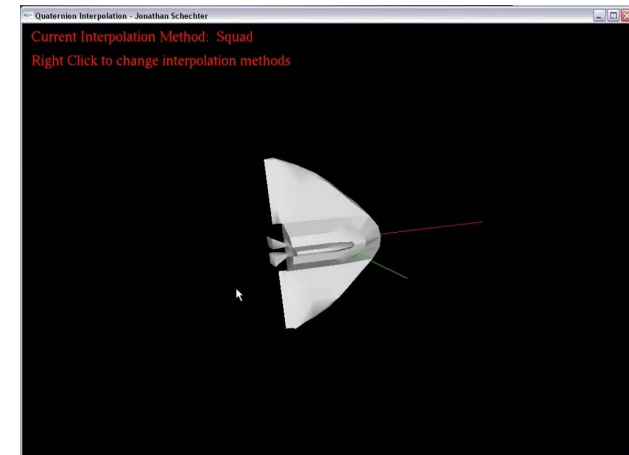 Quaternion Interpolation - Jonathan Schechter
Current Interpolation Method: Squad
Right Click to change interpolation methods